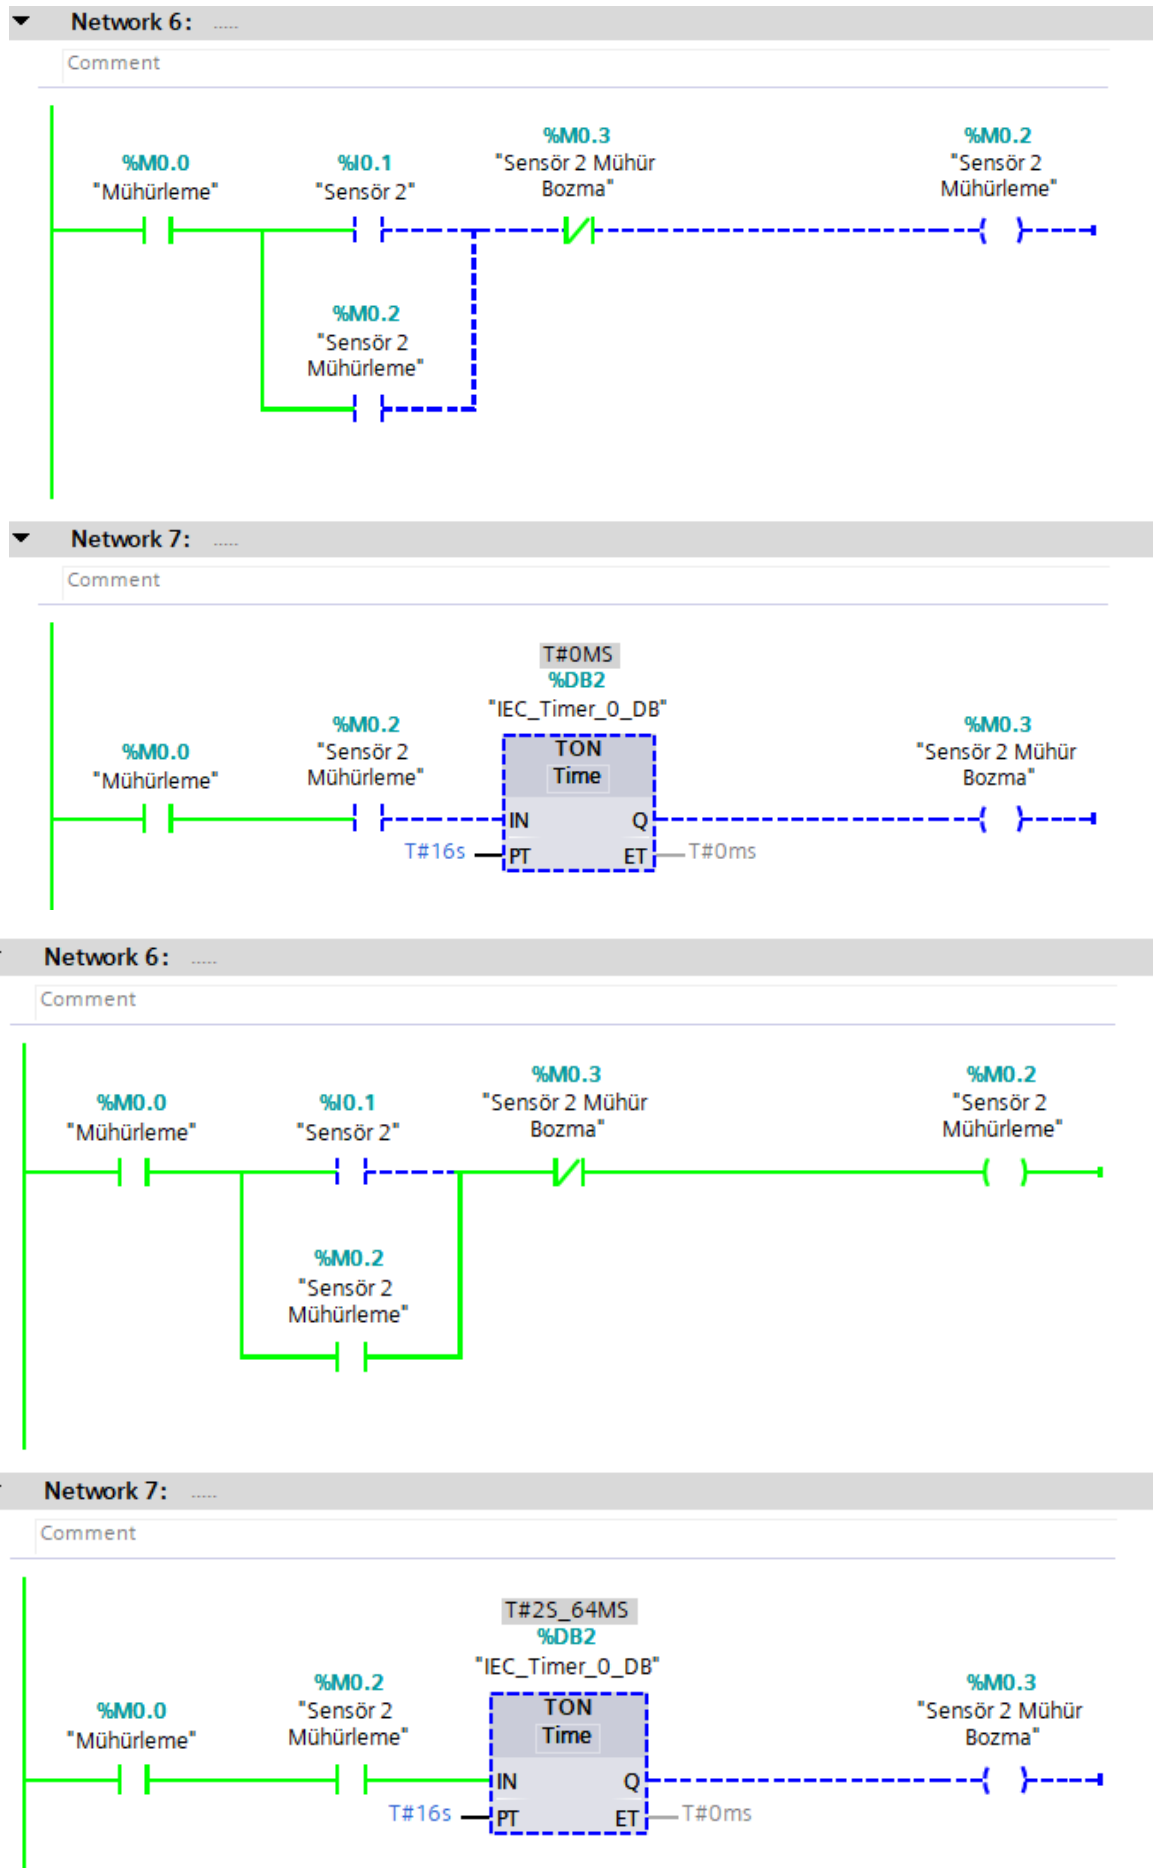 Network 6: .....
Comment
%M0.3
"Sensör 2 Mühür
Bozma"
%M0.2
"Sensör 2
Mühürleme"
%M0.0
"Mühürleme"
%I0.1
"Sensör 2"
%M0.2
"Sensör 2
Mühürleme"
Network 7: .....
Comment
T#0MS
%DB2
"IEC_Timer_0_DB"
%M0.0
"Mühürleme"
%M0.2
"Sensör 2
Mühürleme"
TON
Time
IN Q
T#16s PT ET T#0ms
%M0.3
"Sensör 2 Mühür
Bozma"
Network 6: .....
Comment
%M0.0
"Mühürleme"
%I0.1
"Sensör 2"
%M0.3
"Sensör 2 Mühür
Bozma"
%M0.2
"Sensör 2
Mühürleme"
%M0.2
"Sensör 2
Mühürleme"
Network 7: .....
Comment
T#2S_64MS
%DB2
"IEC_Timer_0_DB"
%M0.0
"Mühürleme"
%M0.2
"Sensör 2
Mühürleme"
TON
Time
IN Q
T#16s PT ET T#0ms
%M0.3
"Sensör 2 Mühür
Bozma"